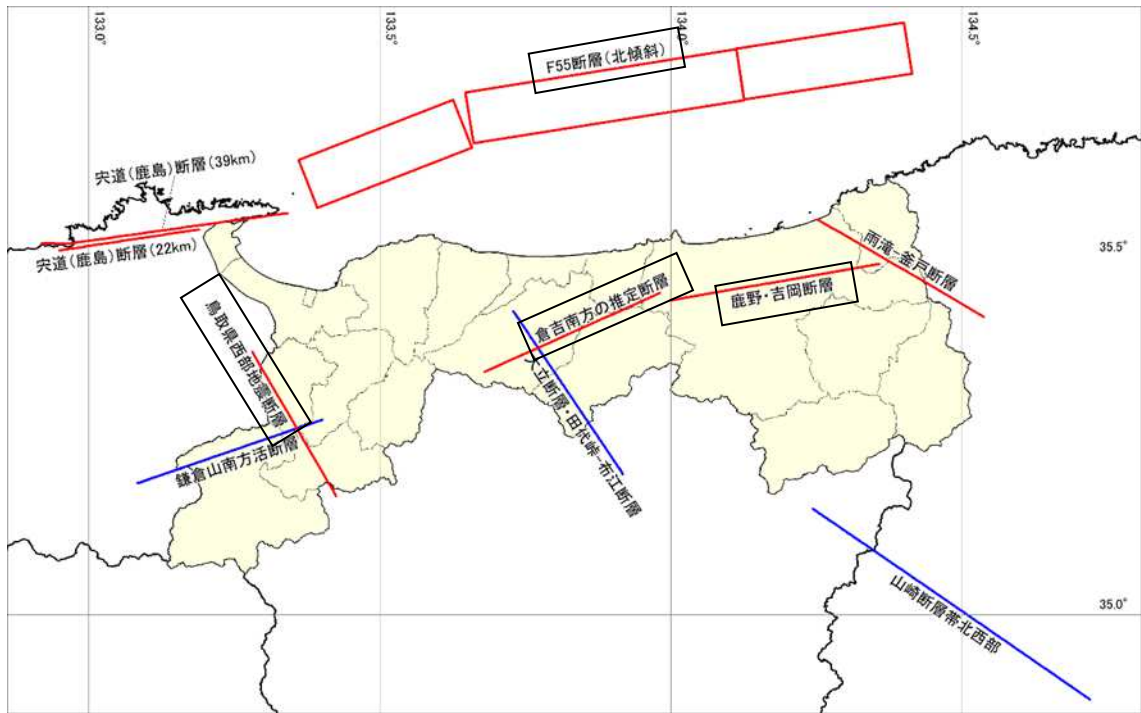 133.0°
133.5°
134.0°
134.5°
F55断層(北傾斜)
宍道(鹿島)断層(39km)
宍道(鹿島)断層(22km)
35.5°
雨滝-釜戸断層
鹿野・吉岡断層
倉吉南方の推定断層
鳥取県西部地震断層
立断層・田代峠-布江断層
鎌倉山南方活断層
35.0°
山崎断層帯北西部